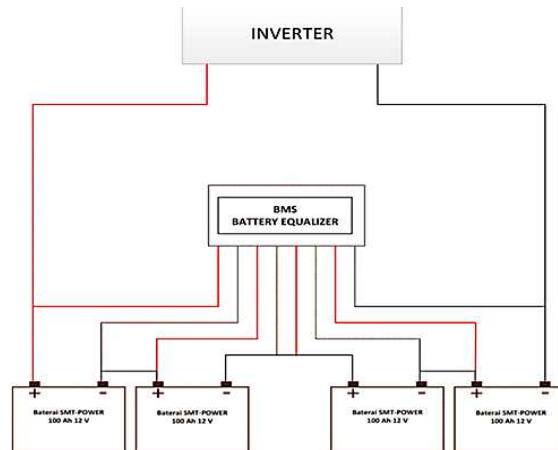 INVERTER
BMS
BATTERY EQUALIZER
+ -
+ -
+ -
+ -
Baterai SMT-POWER
100 Ah 12 V
Baterai SMT-POWER
100 Ah 12 V
Baterai SMT-POWER
100 Ah 12 V
Baterai SMT-POWER
100 Ah 12 V